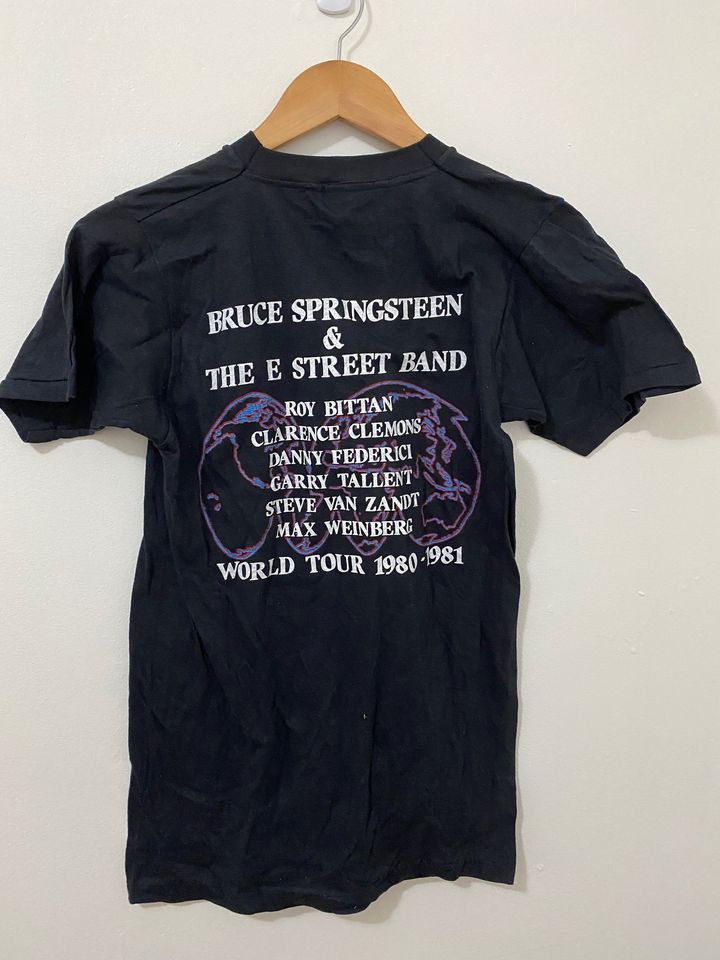 BRUCE SPRINGSTEEN
&
THE E STREET BAND
ROY BITTAN
CLARENCE CLEMONS
DANNY FEDERICI
GARRY TALLENT
STEVE VAN ZANDT
MAX WEINBERG
WORLD TOUR 1980-1981